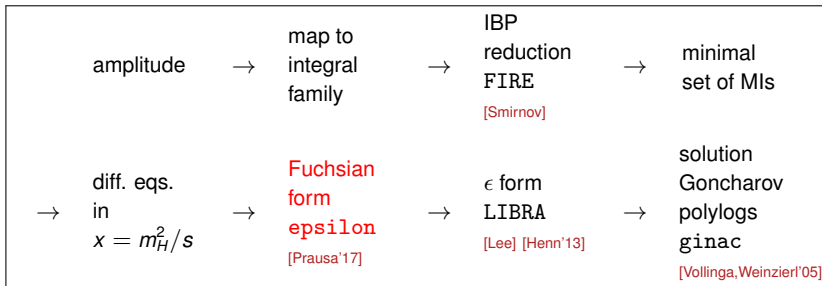 amplitude → map to integral family → IBP reduction FIRE [Smirnov] → minimal set of MIs
→ diff. eqs. in x = m_H^2/s → Fuchsian form epsilon [Prausa'17] → ϵ form LIBRA [Lee] [Henn'13] → solution Goncharov polylogs ginac [Vollinga,Weinzierl'05]